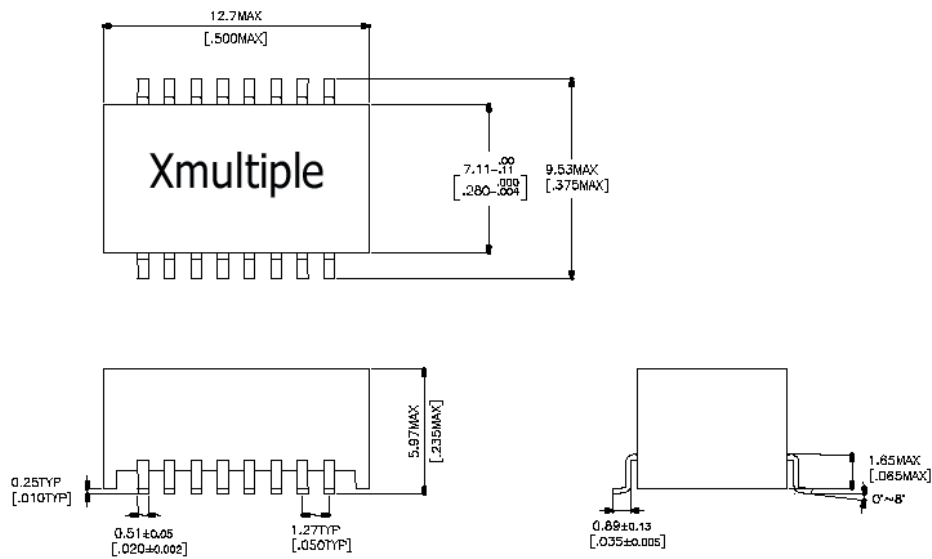 12.7MAX
[.500MAX]
Xmultiple
7.11-.11 .00
[.280-.004 .000]
9.53MAX
[.375MAX]
5.97MAX
[.235MAX]
0.25TYP
[.010TYP]
0.51±0.05
[.020±0.002]
1.27TYP
[.050TYP]
1.65MAX
[.065MAX]
0°~8°
0.89±0.13
[.035±0.005]